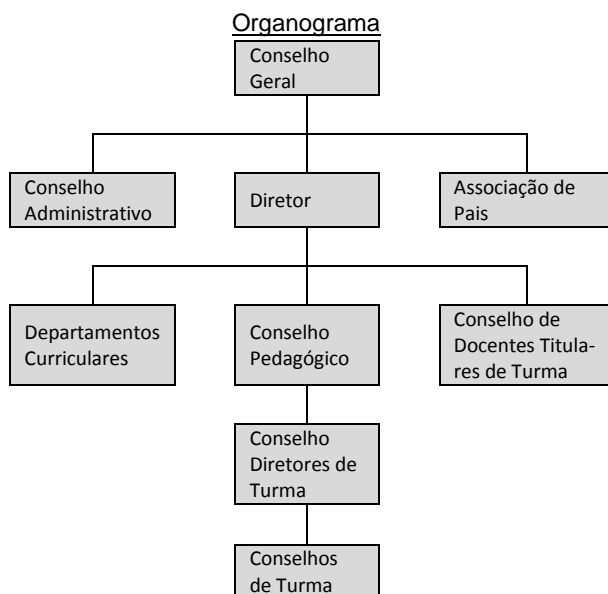 Organograma
Conselho
Geral
Conselho
Administrativo
Diretor
Associação de
Pais
Departamentos
Curriculares
Conselho
Pedagógico
Conselho de
Docentes Titula-
res de Turma
Conselho
Diretores de
Turma
Conselhos
de Turma